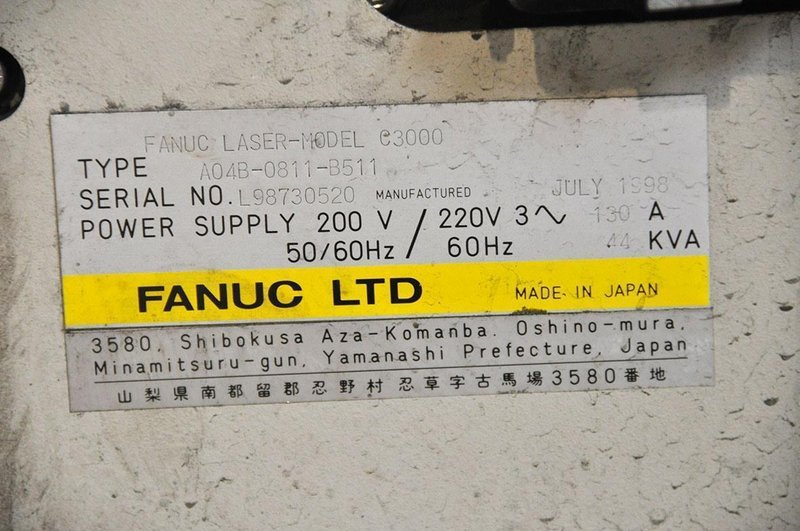 FANUC LASER-MODEL C3000
TYPE A04B-0811-B511
SERIAL NO. L98730520 MANUFACTURED JULY 1998
POWER SUPPLY 200 V / 220V 3~ 130 A
50/60Hz / 60Hz 44 KVA
FANUC LTD MADE IN JAPAN
3580, Shibokusa Aza-Komanba. Oshino-mura,
Minamitsuru-gun, Yamanashi Prefecture, Japan
山梨県南都留郡忍野村忍草字古馬場3580番地